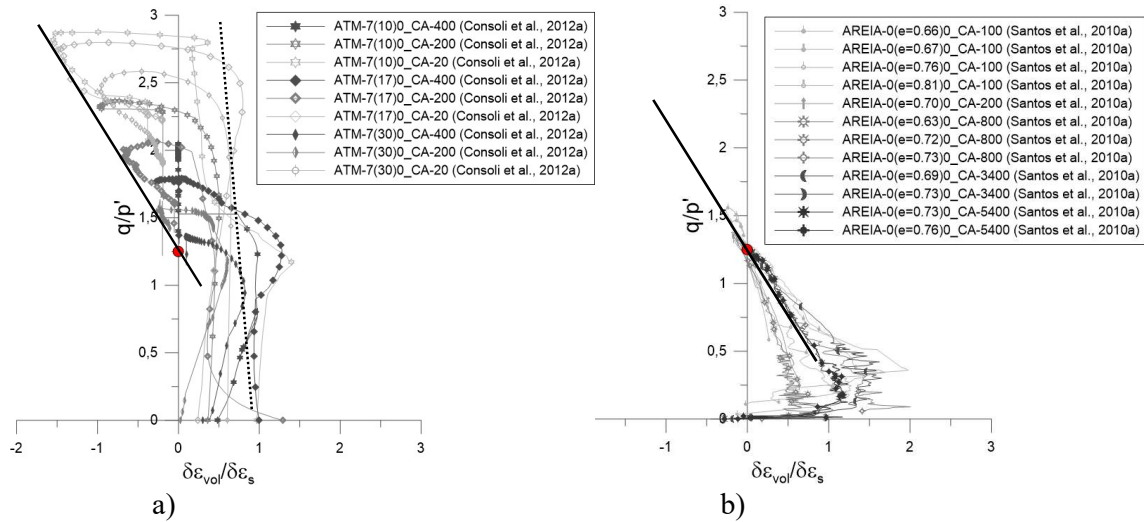 3
2,5
2
1,5
1
0,5
0
q/p'
-2
-1
0
1
2
3
δεvol/δεs
a)
ATM-7(10)0_CA-400 (Consoli et al., 2012a)
ATM-7(10)0_CA-200 (Consoli et al., 2012a)
ATM-7(10)0_CA-20 (Consoli et al., 2012a)
ATM-7(17)0_CA-400 (Consoli et al., 2012a)
ATM-7(17)0_CA-200 (Consoli et al., 2012a)
ATM-7(17)0_CA-20 (Consoli et al., 2012a)
ATM-7(30)0_CA-400 (Consoli et al., 2012a)
ATM-7(30)0_CA-200 (Consoli et al., 2012a)
ATM-7(30)0_CA-20 (Consoli et al., 2012a)
3
2,5
2
1,5
1
0,5
0
q/p'
-1
0
1
2
3
δεvol/δεs
b)
AREIA-0(e=0.66)0_CA-100 (Santos et al., 2010a)
AREIA-0(e=0.67)0_CA-100 (Santos et al., 2010a)
AREIA-0(e=0.76)0_CA-100 (Santos et al., 2010a)
AREIA-0(e=0.81)0_CA-100 (Santos et al., 2010a)
AREIA-0(e=0.70)0_CA-200 (Santos et al., 2010a)
AREIA-0(e=0.63)0_CA-800 (Santos et al., 2010a)
AREIA-0(e=0.72)0_CA-800 (Santos et al., 2010a)
AREIA-0(e=0.73)0_CA-800 (Santos et al., 2010a)
AREIA-0(e=0.69)0_CA-3400 (Santos et al., 2010a)
AREIA-0(e=0.73)0_CA-3400 (Santos et al., 2010a)
AREIA-0(e=0.73)0_CA-5400 (Santos et al., 2010a)
AREIA-0(e=0.76)0_CA-5400 (Santos et al., 2010a)